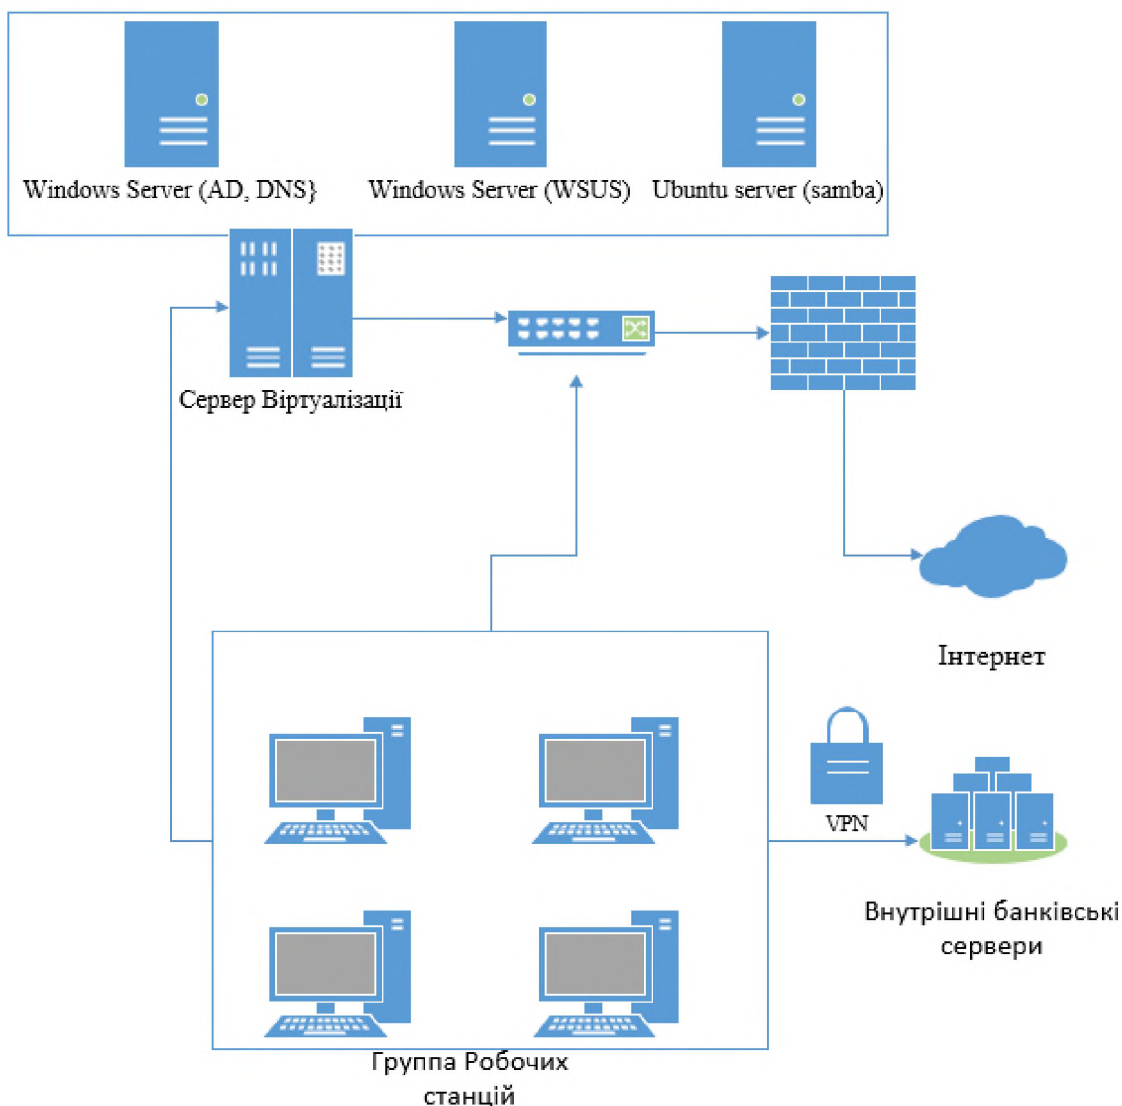 Windows Server (AD, DNS}
Windows Server (WSUS)
Ubuntu server (samba)
Сервер Віртуалізації
Інтернет
VPN
Внутрішні банківські
сервери
Группа Робочих
станцій